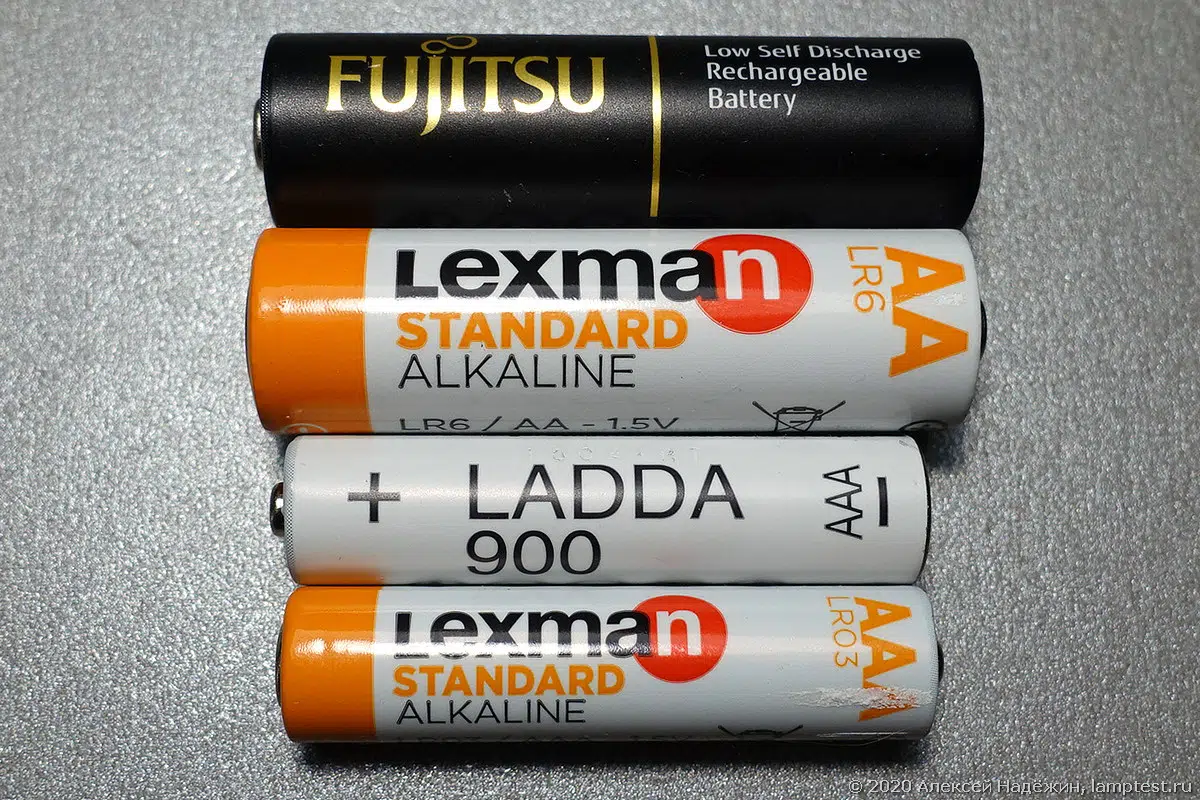 FUJITSU
Low Self Discharge
Rechargeable
Battery
Lexman
STANDARD
ALKALINE
LR6 / AA - 1.5V
AA
LR6
+ LADDA
900
AAA
Lexman
STANDARD
ALKALINE
AAA
LR03
© 2020 Алексей Надёжин, lamptest.ru